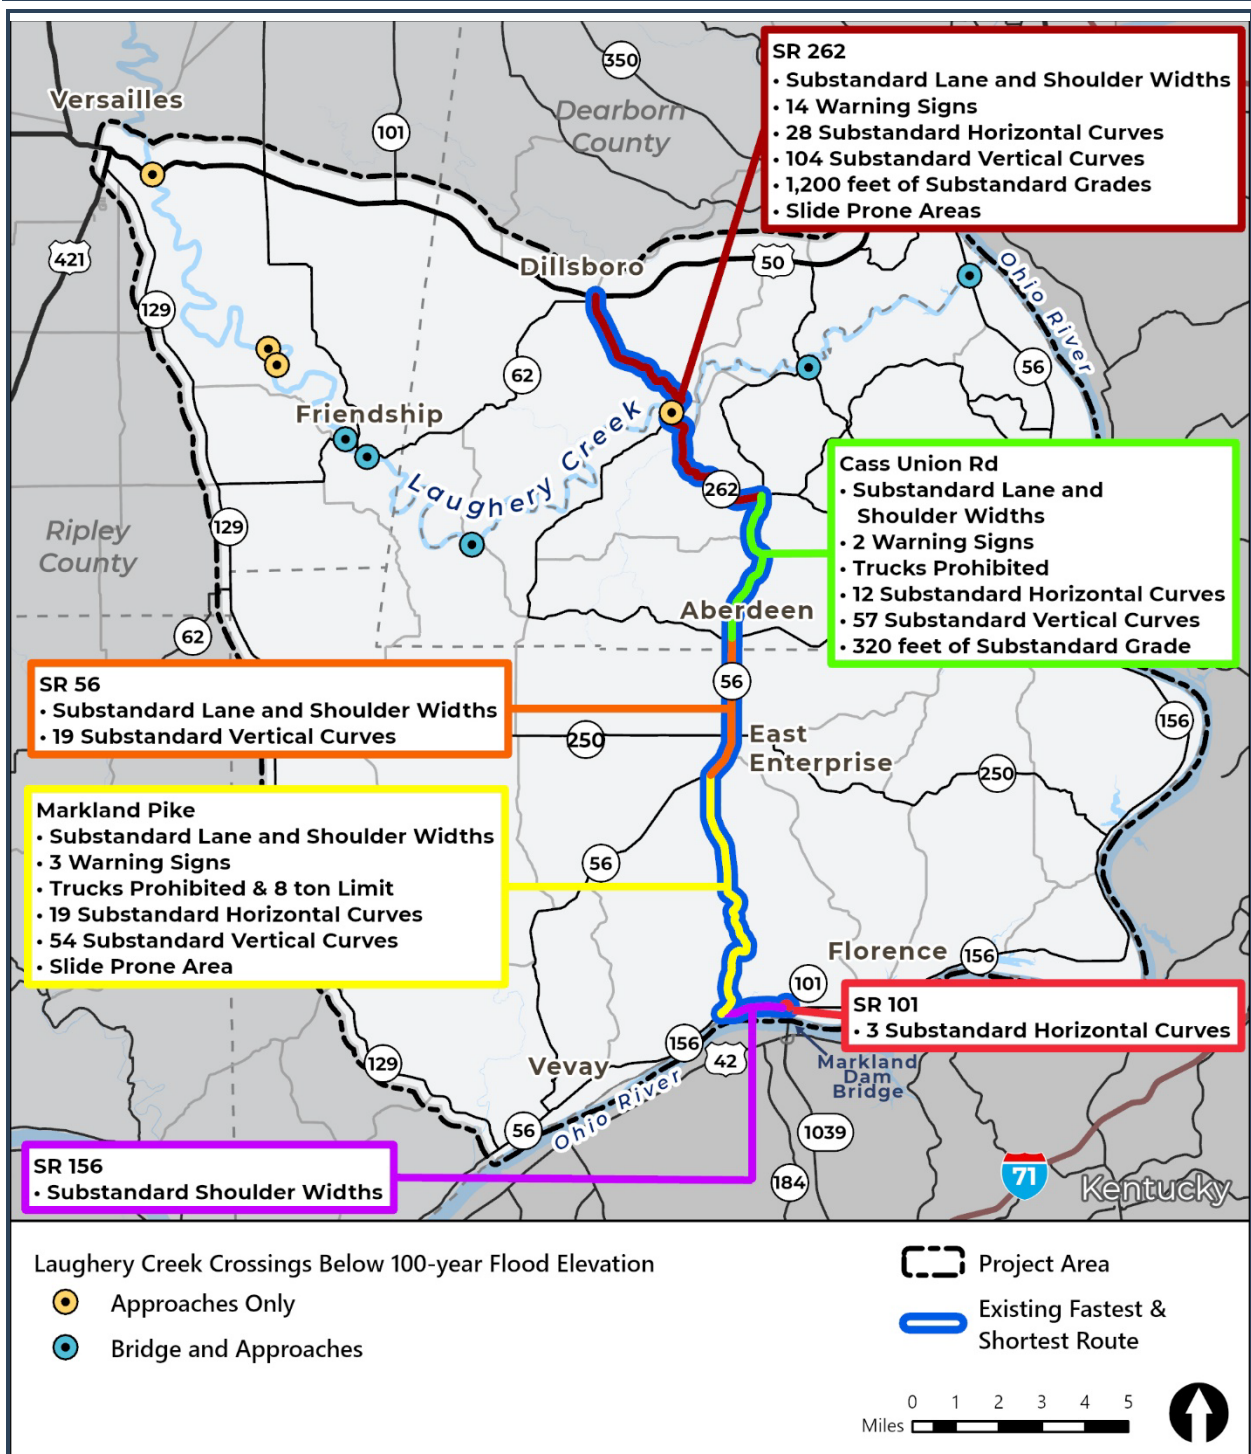 SR 262
• Substandard Lane and Shoulder Widths
• 14 Warning Signs
• 28 Substandard Horizontal Curves
• 104 Substandard Vertical Curves
• 1,200 feet of Substandard Grades
• Slide Prone Areas
350
Versailles
Dearborn
County
101
421
Dillsboro
50
Ohio River
129
62
56
Friendship
Laughery Creek
262
Cass Union Rd
• Substandard Lane and
Shoulder Widths
• 2 Warning Signs
• Trucks Prohibited
• 12 Substandard Horizontal Curves
• 57 Substandard Vertical Curves
• 320 feet of Substandard Grade
129
Ripley
County
62
Aberdeen
SR 56
• Substandard Lane and Shoulder Widths
• 19 Substandard Vertical Curves
56
156
250
East
Enterprise
250
Markland Pike
• Substandard Lane and Shoulder Widths
• 3 Warning Signs
• Trucks Prohibited & 8 ton Limit
• 19 Substandard Horizontal Curves
• 54 Substandard Vertical Curves
• Slide Prone Area
56
Florence
156
101
SR 101
• 3 Substandard Horizontal Curves
156
42
Markland
Dam
Bridge
129
Vevay
Ohio River
56
1039
SR 156
• Substandard Shoulder Widths
184
71
Kentucky
Laughery Creek Crossings Below 100-year Flood Elevation
Approaches Only
Bridge and Approaches
Project Area
Existing Fastest &
Shortest Route
0 1 2 3 4 5
Miles